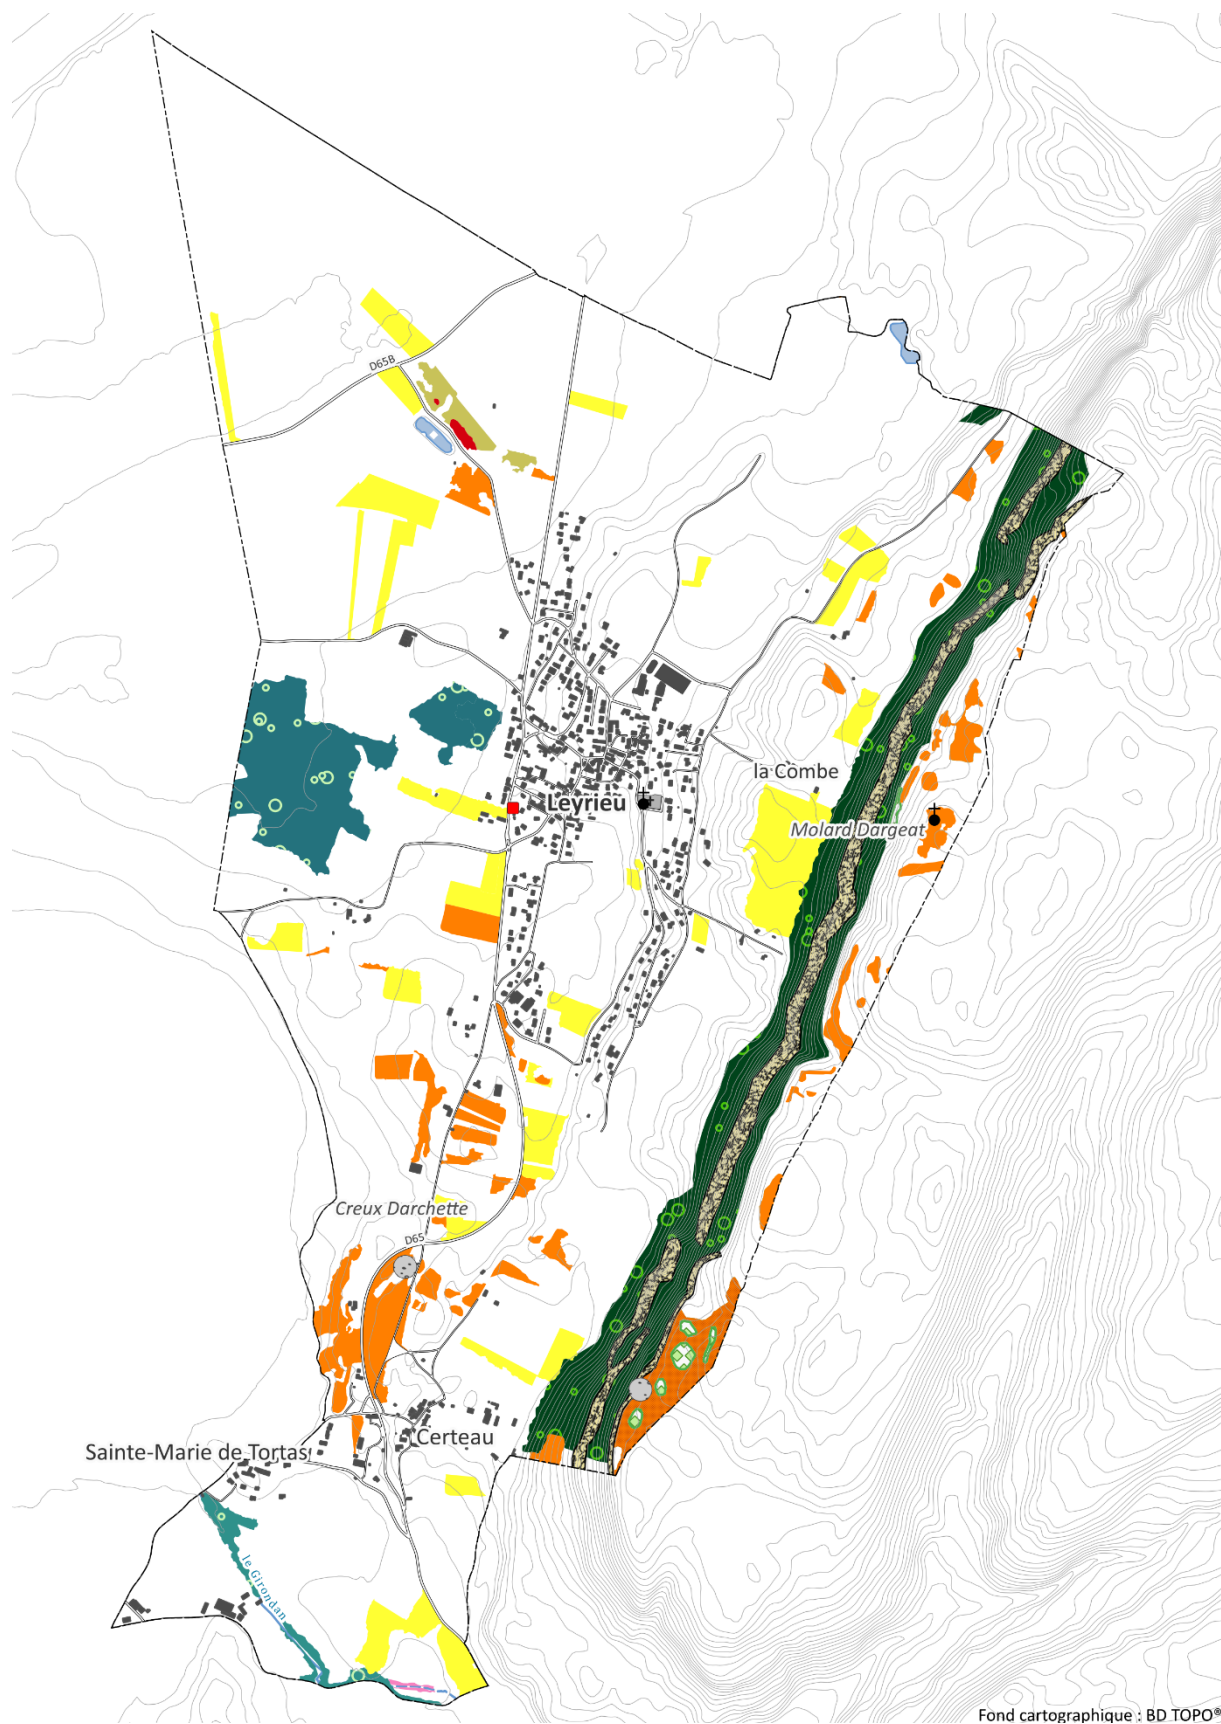 D65B
la Combe
Leyrieu
Molard Dargeat
Creux Darchette
D65
Certeau
Sainte-Marie de Tortas
le Girondan
Fond cartographique : BD TOPO®